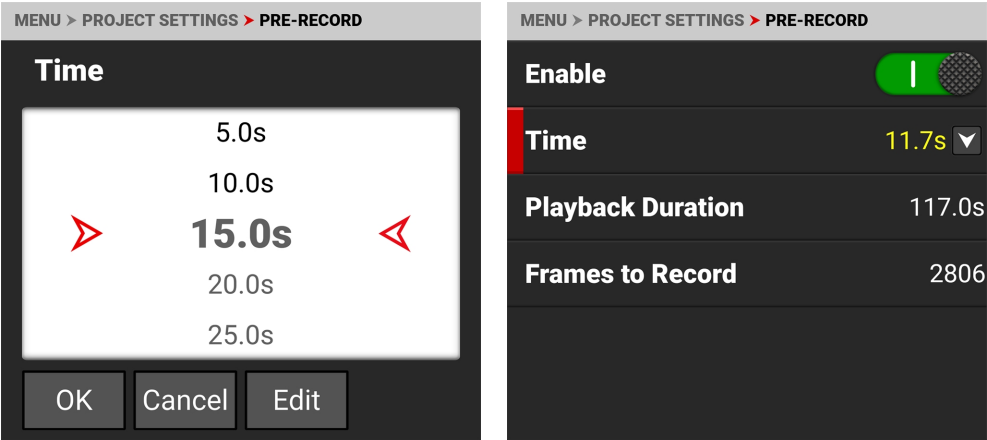 MENU > PROJECT SETTINGS > PRE-RECORD
Time
5.0s
10.0s
15.0s
20.0s
25.0s
OK Cancel Edit
MENU > PROJECT SETTINGS > PRE-RECORD
Enable
Time 11.7s
Playback Duration 117.0s
Frames to Record 2806